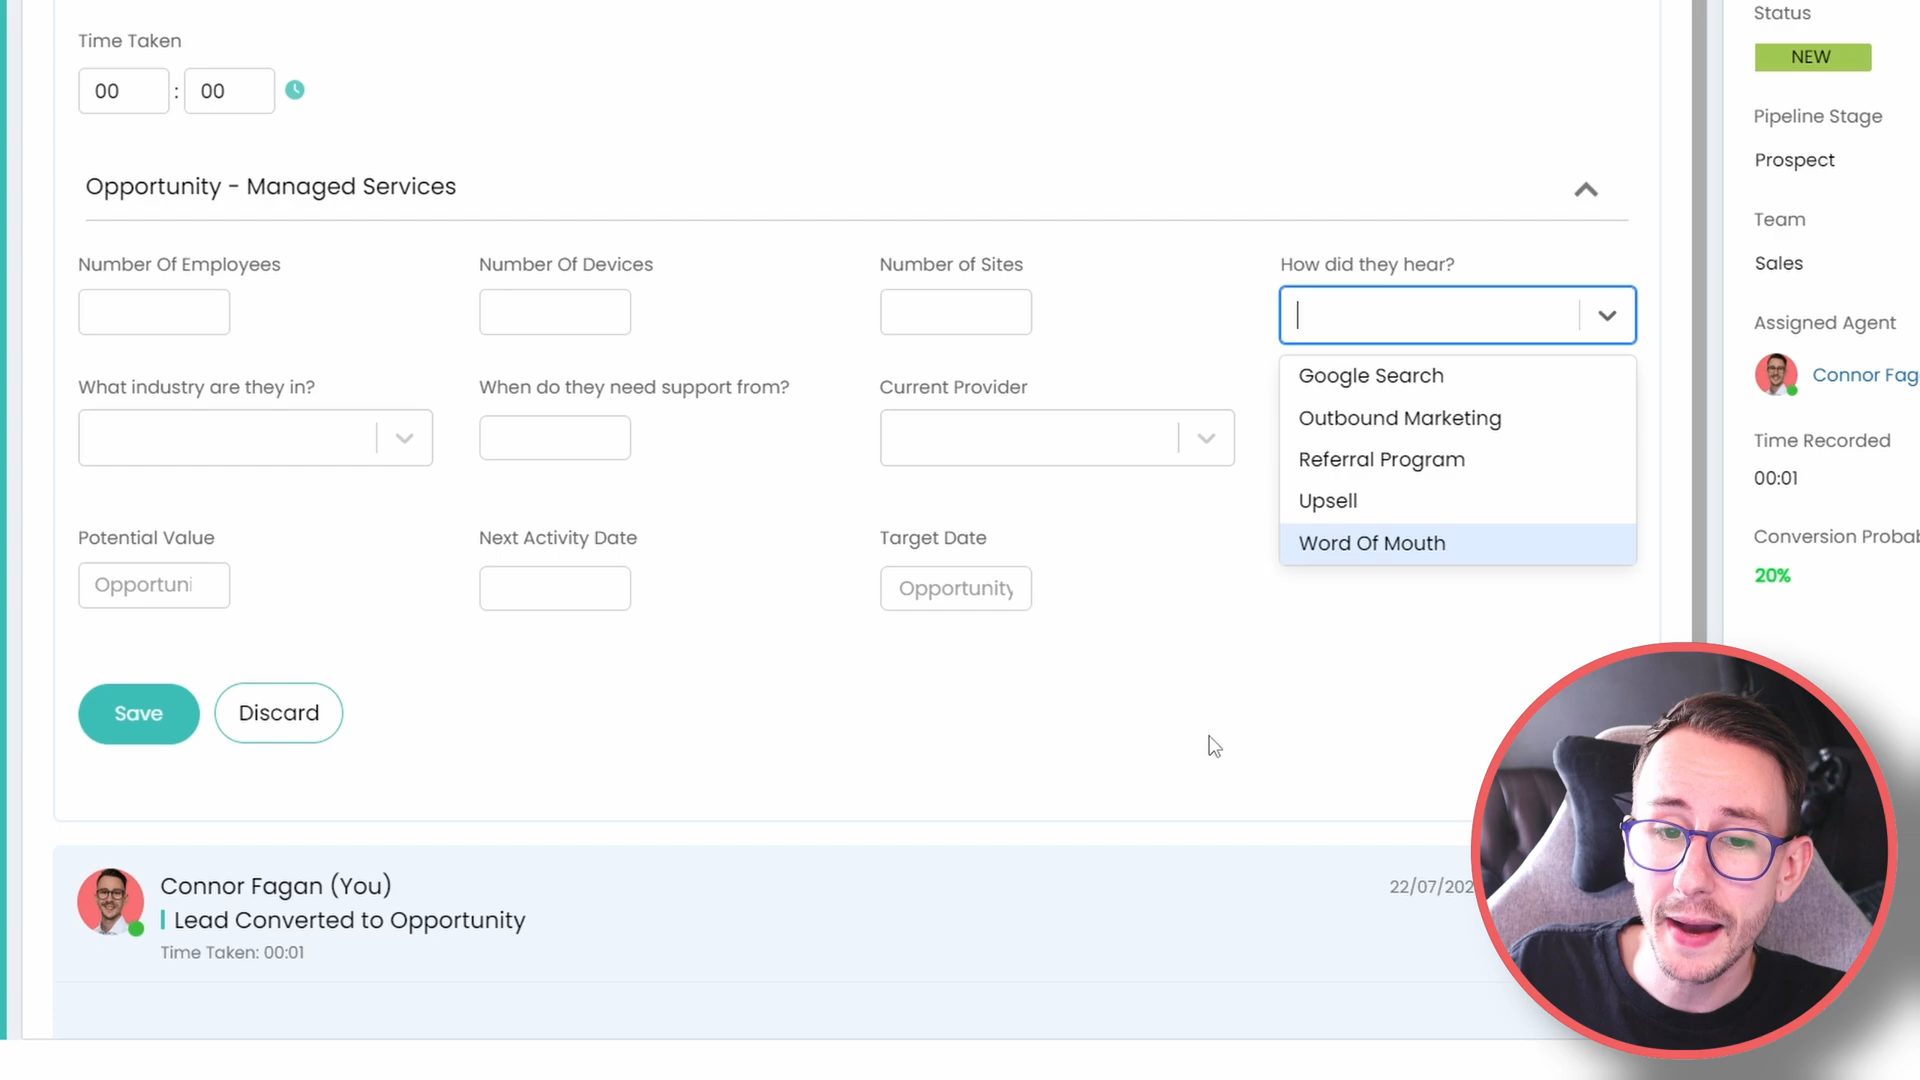 Time Taken
00 : 00
Opportunity - Managed Services
Number Of Employees
Number Of Devices
Number of Sites
How did they hear?
Google Search
Outbound Marketing
Referral Program
Upsell
Word Of Mouth
What industry are they in?
When do they need support from?
Current Provider
Potential Value
Next Activity Date
Target Date
Opportuni
Opportunity
Save
Discard
Connor Fagan (You)
22/07/202
Lead Converted to Opportunity
Time Taken: 00:01
Status
NEW
Pipeline Stage
Prospect
Team
Sales
Assigned Agent
Connor Fag
Time Recorded
00:01
Conversion Probab
20%